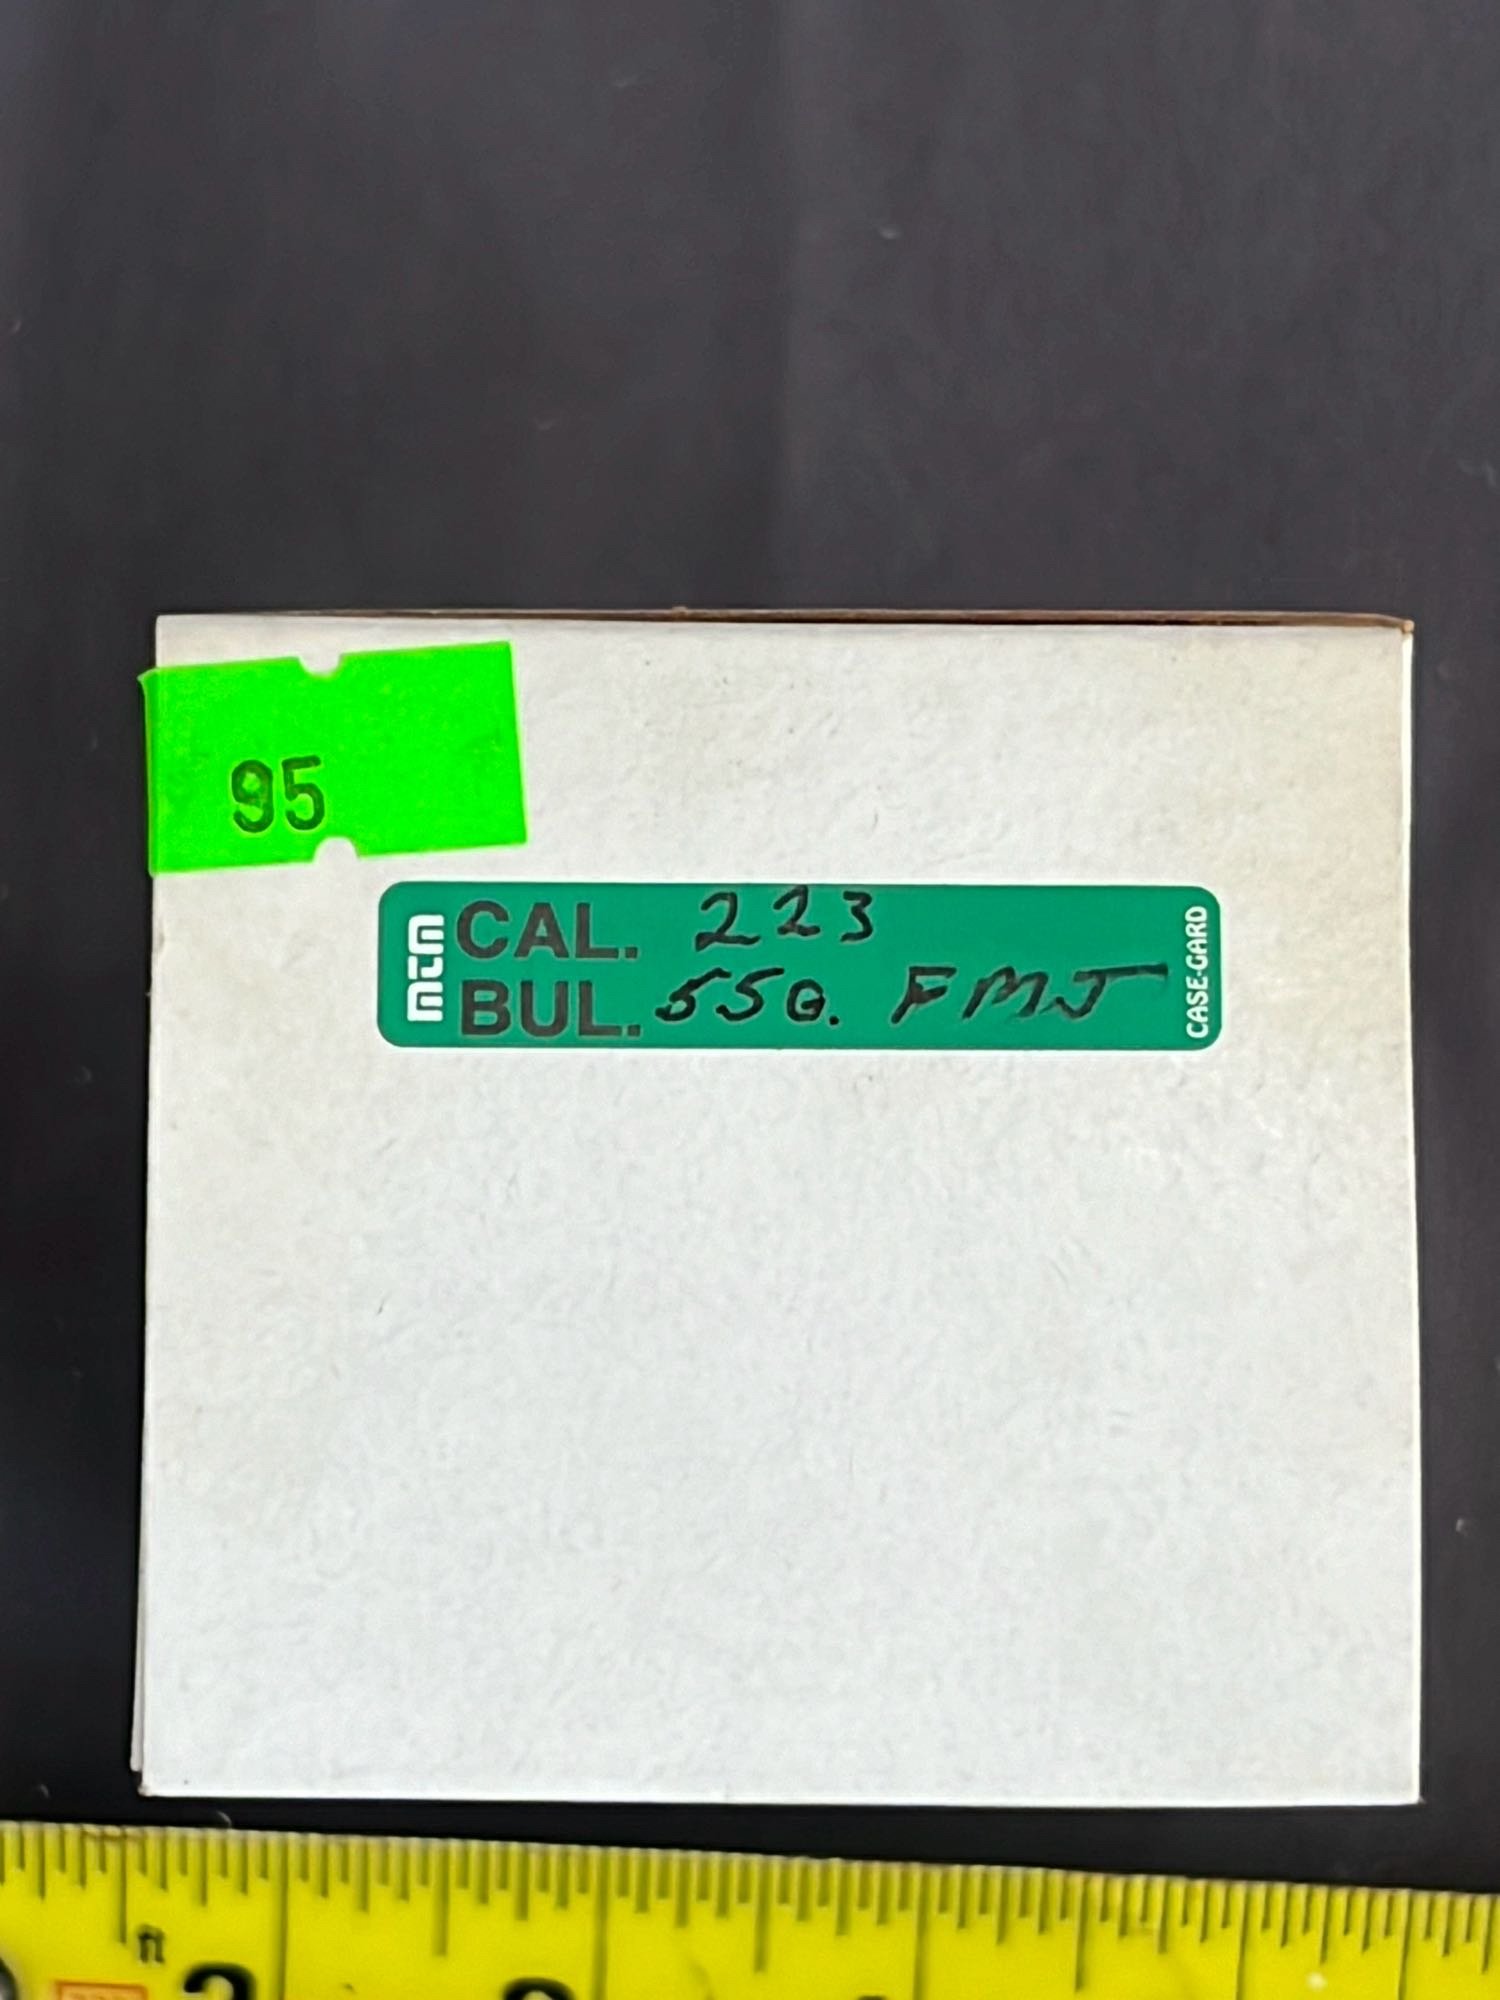 95
MTM
CAL. 223
BUL. 55G. FMJ
CASE-GARD